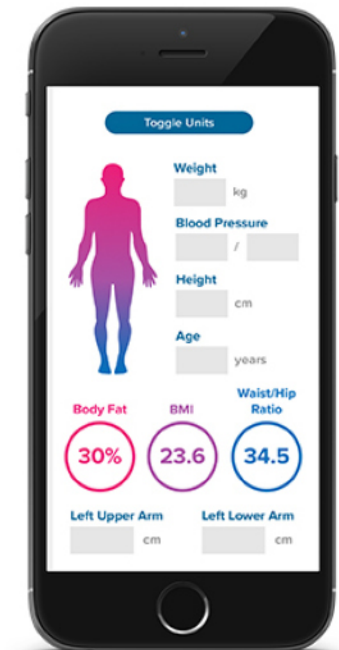 Toggle Units
Weight
kg
Blood Pressure
/
Height
cm
Age
years
Body Fat
BMI
Waist/Hip
Ratio
30%
23.6
34.5
Left Upper Arm
Left Lower Arm
cm
cm